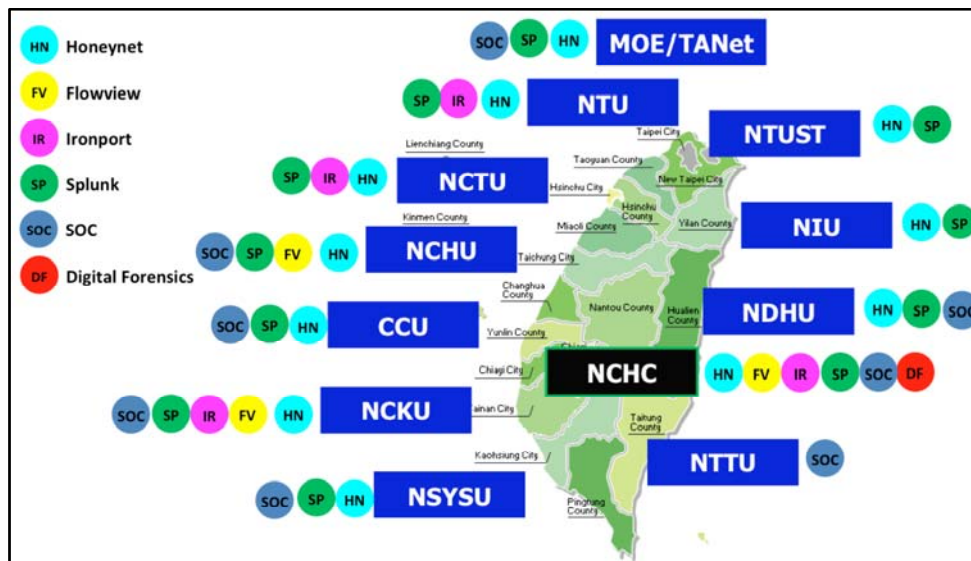 HN Honeynet
FV Flowview
IR Ironport
SP Splunk
SOC SOC
DF Digital Forensics
SOC SP HN MOE/TANet
SP IR HN NTU
NTUST HN SP
Taipei City
Lienchiang County
Taoyuan County
New Taipei City
SP IR HN NCTU
Hsinchu City
Hsinchu County
Kinmen County
Miaoli County
Yilan County
NIU HN SP
SOC SP FV HN NCHU
Taichung City
Changhua County
Nantou County
Hualien County
NDHU HN SP SOC
SOC SP HN CCU
Yunlin County
Chiayi City
NCHC HN FV IR SP SOC DF
SOC SP IR FV HN NCKU
ainan City
Taitung County
Kaohsiung City
NTTU SOC
SOC SP HN NSYSU
Pingtung County